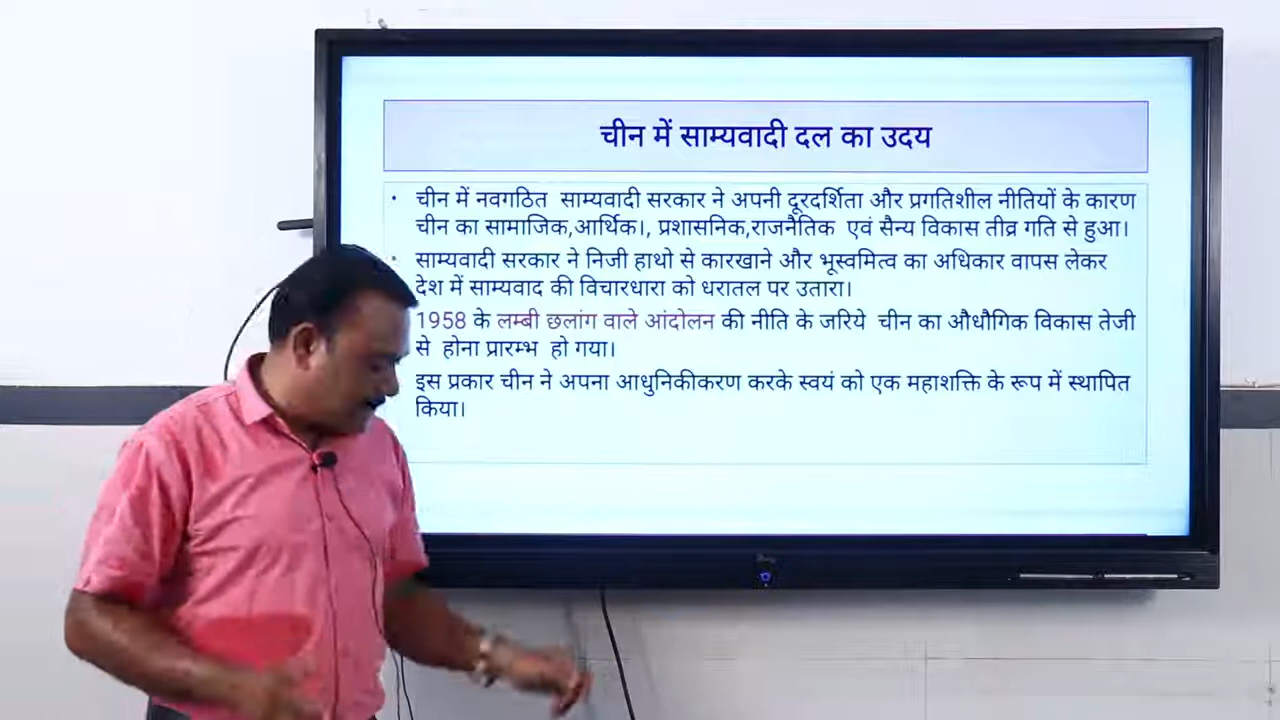 चीन में साम्यवादी दल का उदय
• चीन में नवगठित साम्यवादी सरकार ने अपनी दूरदर्शिता और प्रगतिशील नीतियों के कारण
चीन का सामाजिक,आर्थिक।, प्रशासनिक,राजनैतिक एवं सैन्य विकास तीव्र गति से हुआ।
• साम्यवादी सरकार ने निजी हाथो से कारखाने और भूस्वमित्व का अधिकार वापस लेकर
देश में साम्यवाद की विचारधारा को धरातल पर उतारा।
1958 के लम्बी छलांग वाले आंदोलन की नीति के जरिये चीन का औधौगिक विकास तेजी
से होना प्रारम्भ हो गया।
इस प्रकार चीन ने अपना आधुनिकीकरण करके स्वयं को एक महाशक्ति के रूप में स्थापित
किया।